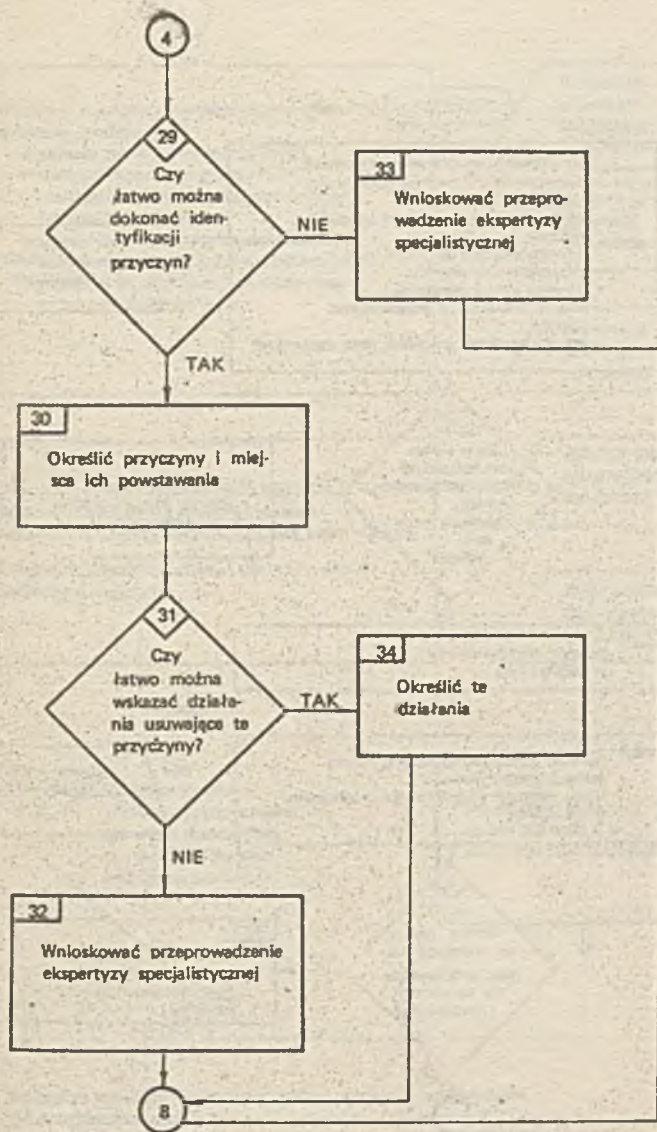 4
29
Czy
łatwo można
dokonać iden-
tyfikacji
przyczyn?
NIE
33
Wnioskować przepro-
wadzenie ekspertyzy
specjalistycznej
TAK
30
Określić przyczyny i miej-
sca ich powstawania
31
Czy
łatwo można
wskazać działa-
nia usuwające te
przyczyny?
TAK
34
Określić te
działania
NIE
32
Wnioskować przeprowadzenie
ekspertyzy specjalistycznej
8